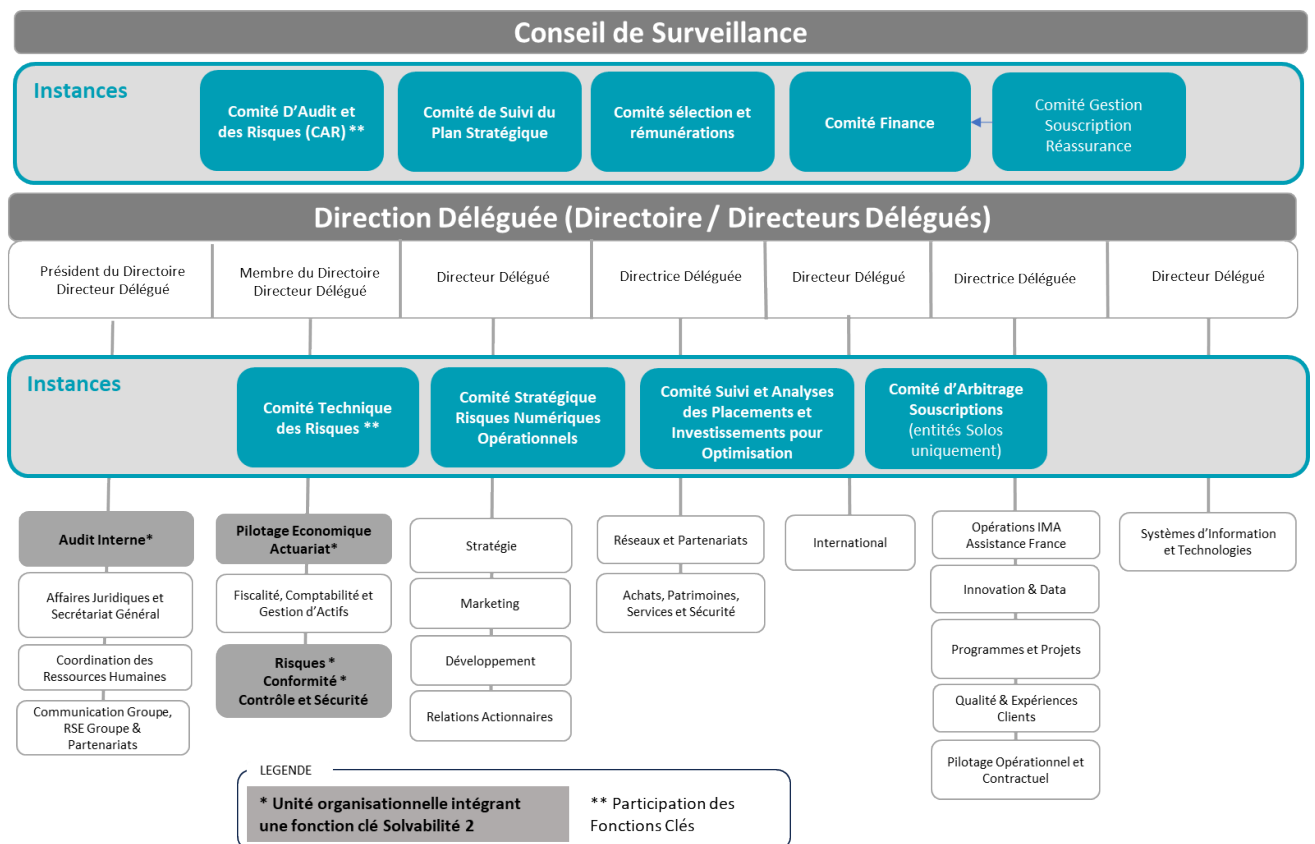 Conseil de Surveillance
Instances
Comité D'Audit et
des Risques (CAR) **
Comité de Suivi du
Plan Stratégique
Comité sélection et
rémunérations
Comité Finance
Comité Gestion
Souscription
Réassurance
Direction Déléguée (Directoire / Directeurs Délégués)
Président du Directoire
Directeur Délégué
Membre du Directoire
Directeur Délégué
Directeur Délégué
Directrice Déléguée
Directeur Délégué
Directrice Déléguée
Directeur Délégué
Instances
Comité Technique
des Risques **
Comité Stratégique
Risques Numériques
Opérationnels
Comité Suivi et Analyses
des Placements et
Investissements pour
Optimisation
Comité d'Arbitrage
Souscriptions
(entités Solos
uniquement)
Audit Interne*
Affaires Juridiques et
Secrétariat Général
Coordination des
Ressources Humaines
Communication Groupe,
RSE Groupe &
Partenariats
Pilotage Economique
Actuariat*
Fiscalité, Comptabilité et
Gestion d'Actifs
Risques *
Conformité *
Contrôle et Sécurité
Stratégie
Marketing
Développement
Relations Actionnaires
Réseaux et Partenariats
Achats, Patrimoines,
Services et Sécurité
International
Opérations IMA
Assistance France
Innovation & Data
Programmes et Projets
Qualité & Expériences
Clients
Pilotage Opérationnel et
Contractuel
Systèmes d'Information
et Technologies
LEGENDE
* Unité organisationnelle intégrant
une fonction clé Solvabilité 2
** Participation des
Fonctions Clés